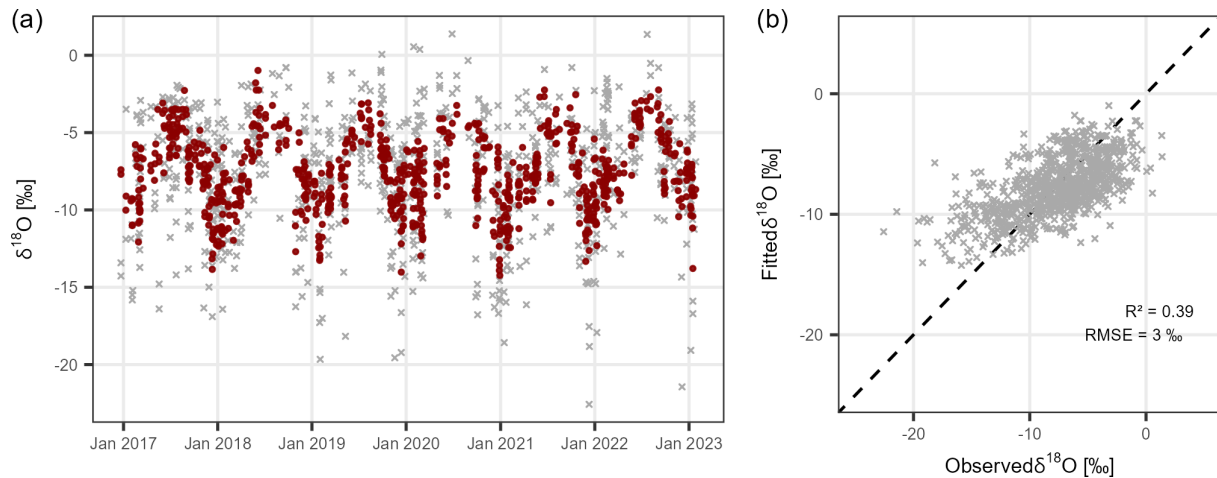 (a)
δ¹⁸O [‰]
0
-5
-10
-15
-20
Jan 2017 Jan 2018 Jan 2019 Jan 2020 Jan 2021 Jan 2022 Jan 2023
(b)
Fittedδ¹⁸O [‰]
0
-10
-20
R² = 0.39
RMSE = 3 ‰
-20 -10 0
Observedδ¹⁸O [‰]